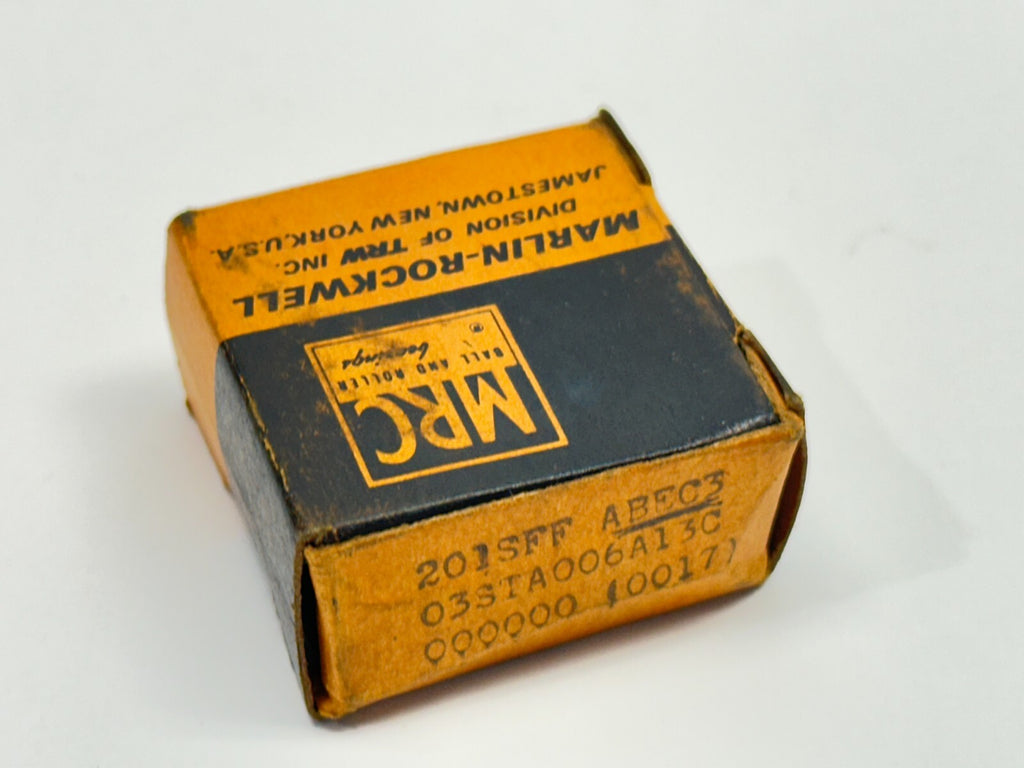 MARLIN-ROCKWELL
DIVISION OF TRW INC.
JAMESTOWN, NEW YORK, U.S.A.
MRC
BALL AND ROLLER
bearings
®
201SFF ABEC3
03STA006A13C
000000 (0017)